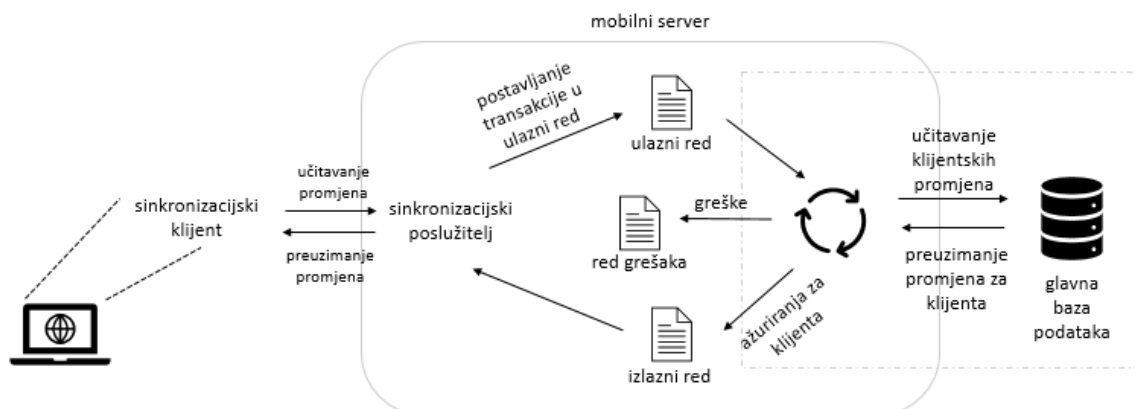 mobilni server
postavljanje
transakcije u
ulazni red
ulazni red
učitavanje
promjena
sinkronizacijski
klijent
sinkronizacijski
poslužitelj
preuzimanje
promjena
greške
red grešaka
učitavanje
klijentskih
promjena
preuzimanje
promjena za
klijenta
glavna
baza
podataka
ažuriranja za
klijenta
izlazni red